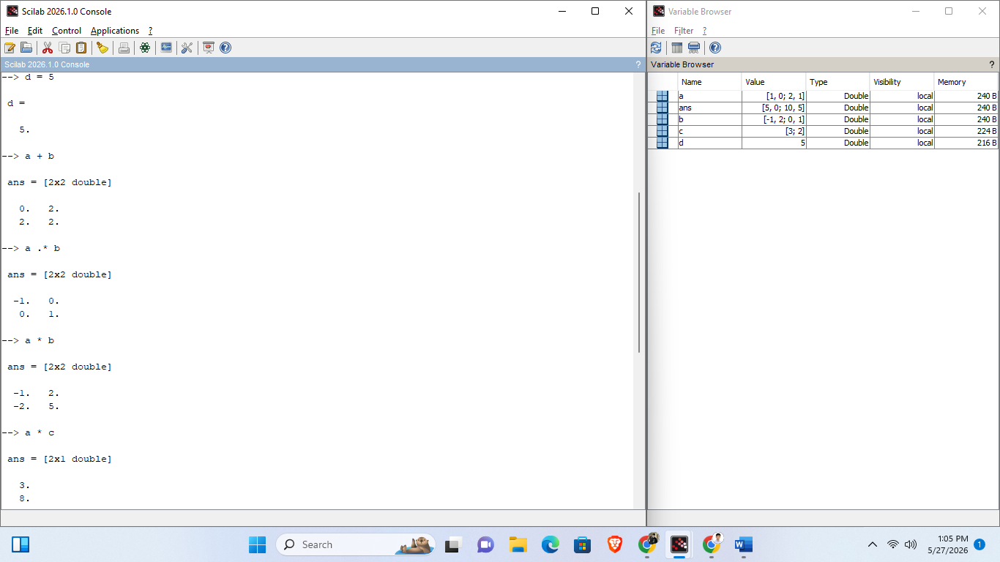 Scilab 2026.1.0 Console
File Edit Control Applications ?
Scilab 2026.1.0 Console ?
--> d = 5
d =
5.
--> a + b
ans = [2x2 double]
0. 2.
2. 2.
--> a .* b
ans = [2x2 double]
-1. 0.
0. 1.
--> a * b
ans = [2x2 double]
-1. 2.
-2. 5.
--> a * c
ans = [2x1 double]
3.
8.
Variable Browser
File Filter ?
Variable Browser ?
Name Value Type Visibility Memory
a [1, 0; 2, 1] Double local 240 B
ans [5, 0; 10, 5] Double local 240 B
b [-1, 2; 0, 1] Double local 240 B
c [3; 2] Double local 224 B
d 5 Double local 216 B
Search
1:05 PM
5/27/2026
1